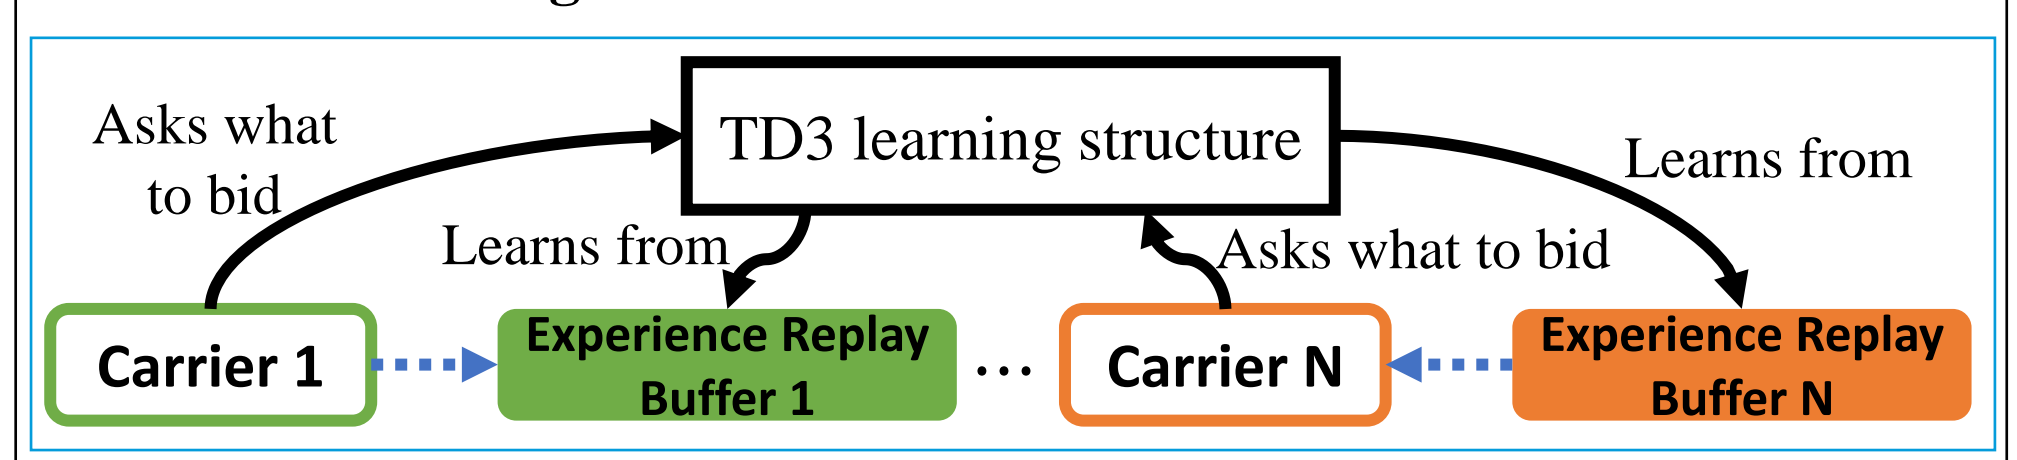 Asks what
to bid
TD3 learning structure
Learns from
Learns from
Asks what to bid
Carrier 1
Experience Replay
Buffer 1
...
Carrier N
Experience Replay
Buffer N